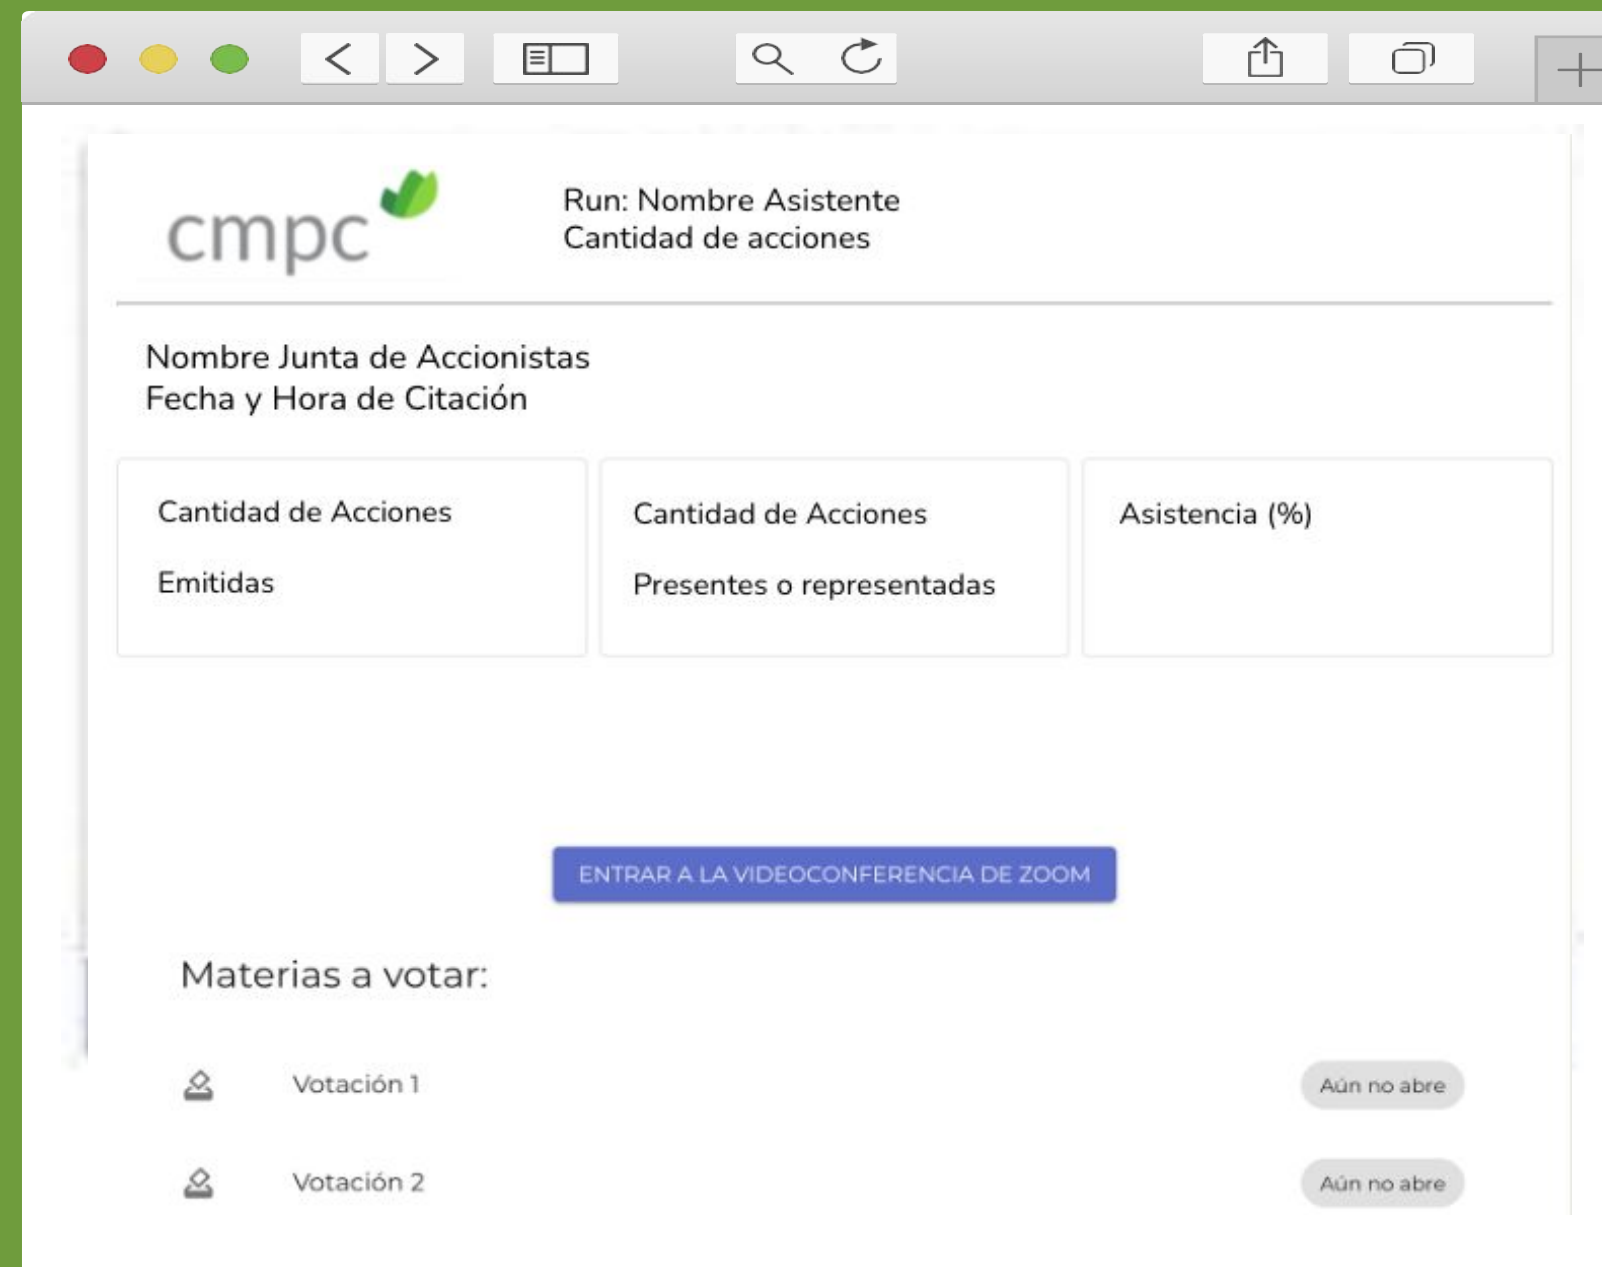 cmpc
Run: Nombre Asistente
Cantidad de acciones
Nombre Junta de Accionistas
Fecha y Hora de Citación
Cantidad de Acciones
Emitidas
Cantidad de Acciones
Presentes o representadas
Asistencia (%)
ENTRAR A LA VIDEOCONFERENCIA DE ZOOM
Materias a votar:
Votación 1
Aún no abre
Votación 2
Aún no abre